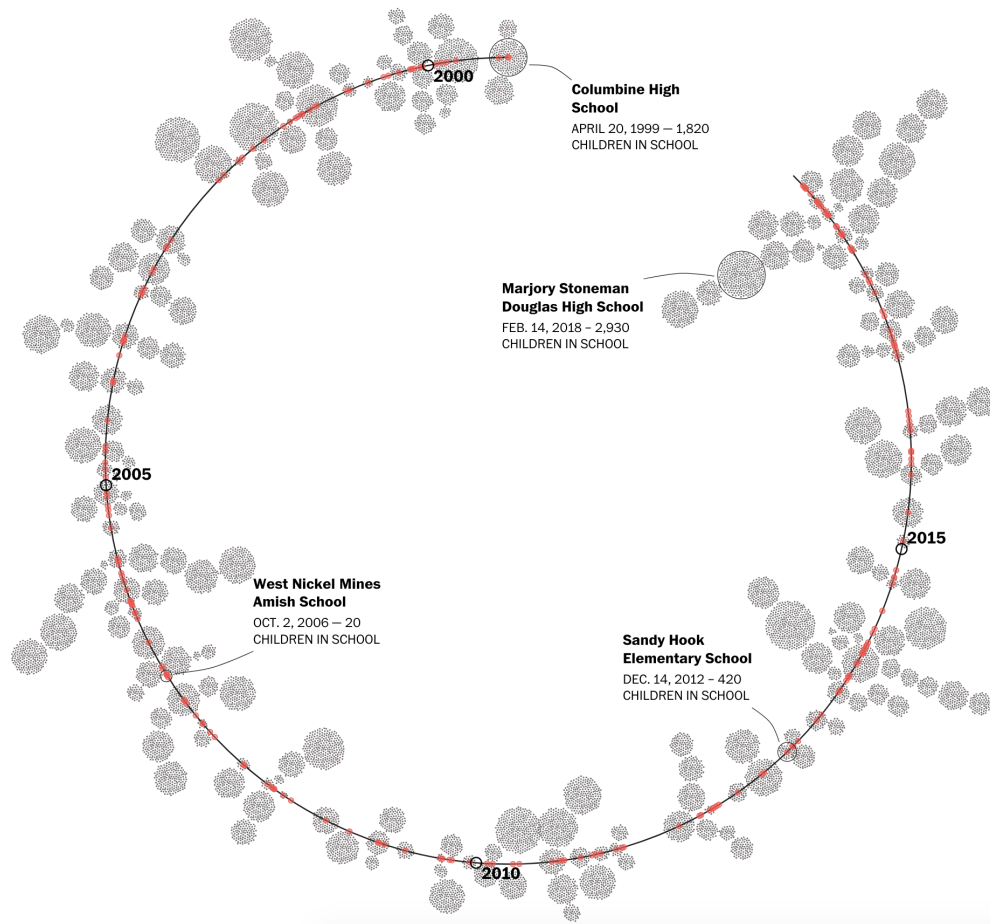 2000
Columbine High
School
APRIL 20, 1999 — 1,820
CHILDREN IN SCHOOL
Marjory Stoneman
Douglas High School
FEB. 14, 2018 – 2,930
CHILDREN IN SCHOOL
2005
2015
West Nickel Mines
Amish School
OCT. 2, 2006 — 20
CHILDREN IN SCHOOL
Sandy Hook
Elementary School
DEC. 14, 2012 – 420
CHILDREN IN SCHOOL
2010